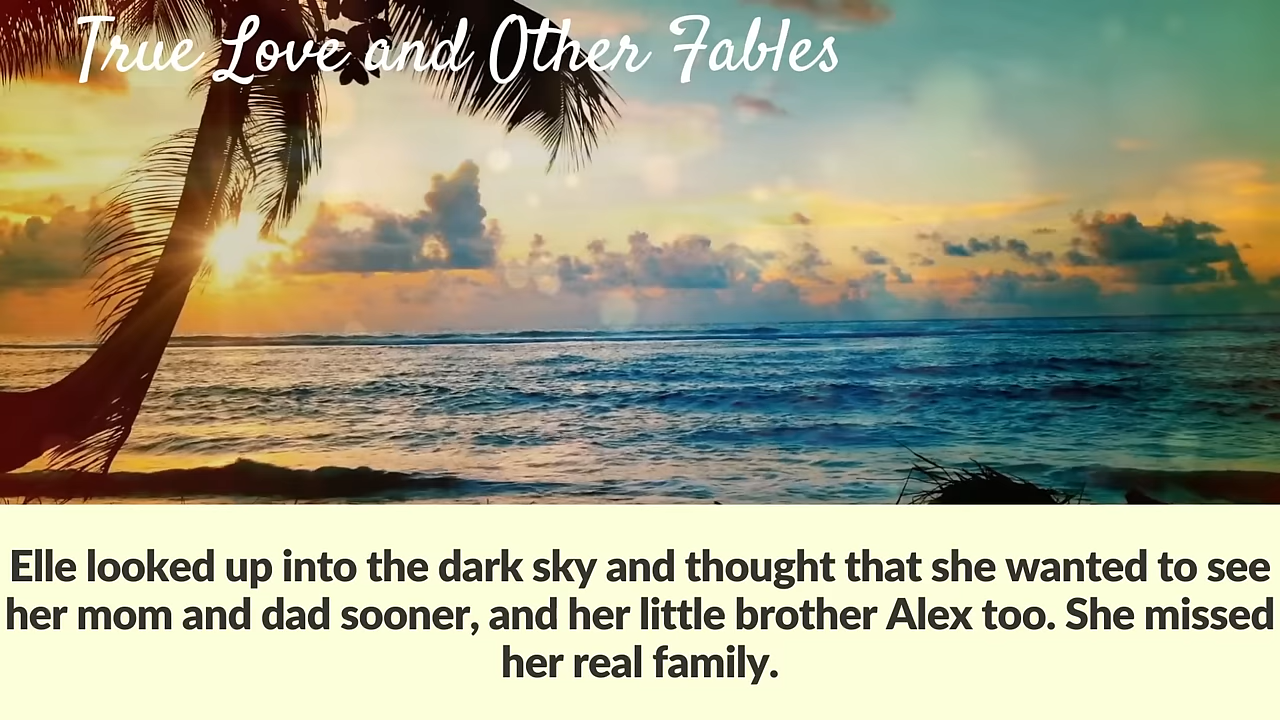 True Love and Other Fables
Elle looked up into the dark sky and thought that she wanted to see
her mom and dad sooner, and her little brother Alex too. She missed
her real family.